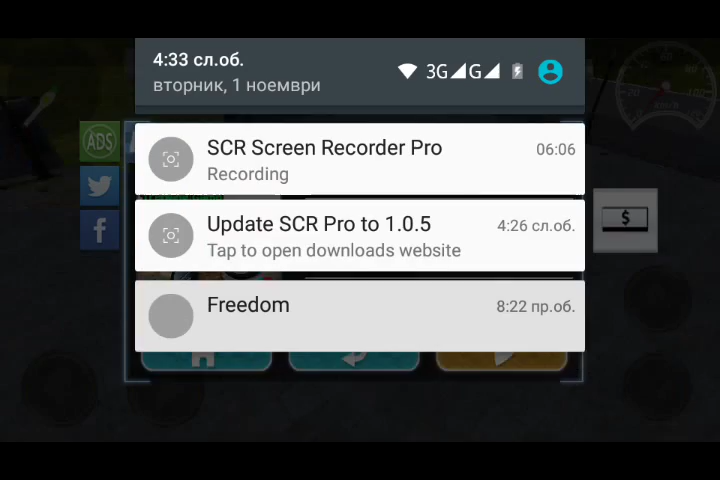 4:33 сл.об.
вторник, 1 ноември
3G G
ADS
SCR Screen Recorder Pro
06:06
Recording
Update SCR Pro to 1.0.5
4:26 сл.об.
Tap to open downloads website
$
Freedom
8:22 пр.об.